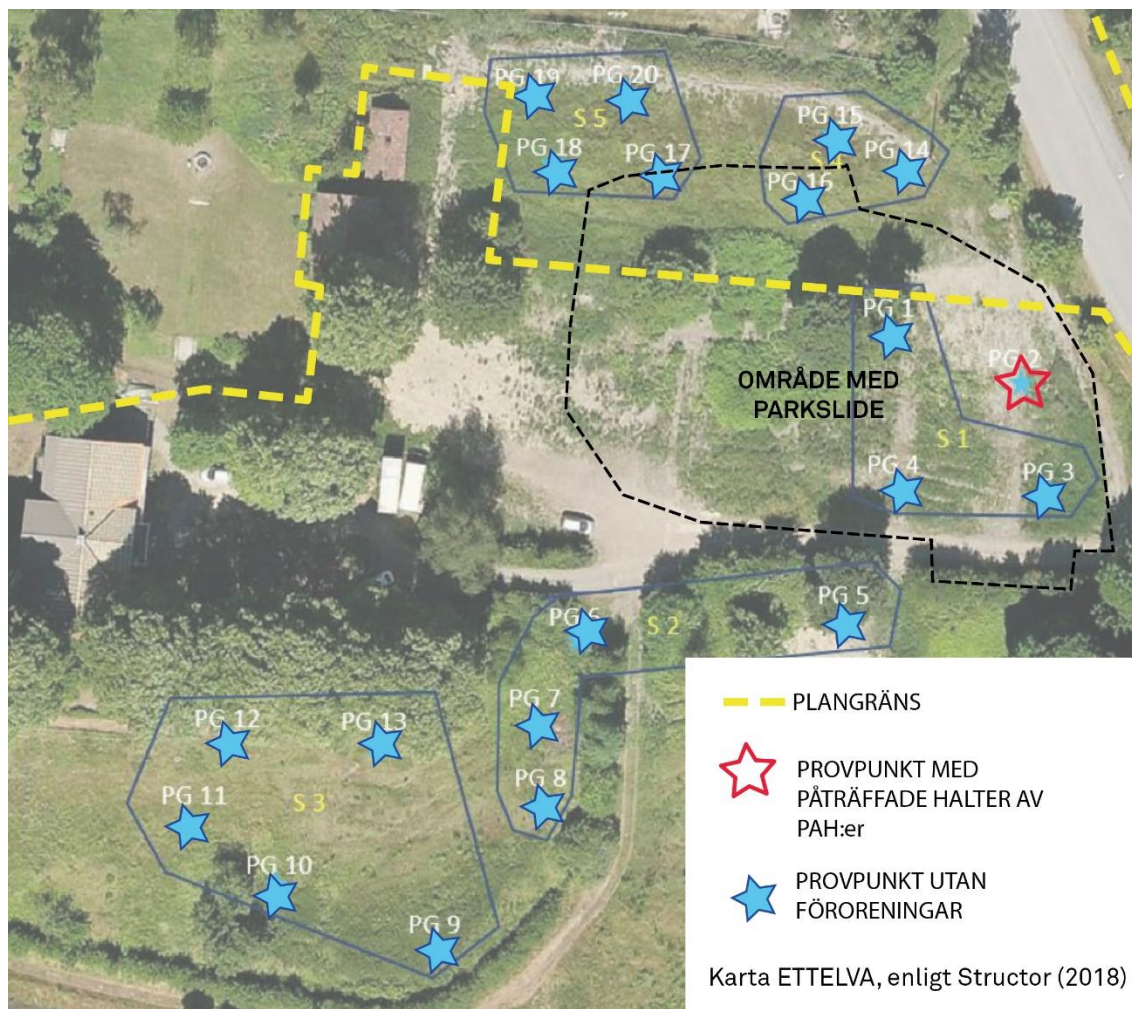 PG 19
PG 20
S 5
PG 18
PG 17
PG 15
S 4
PG 14
PG 16
PG 1
PG 2
OMRÅDE MED
PARKSLIDE
S 1
PG 4
PG 3
PG 6
S 2
PG 5
PG 7
PG 8
PG 12
PG 13
PG 11
S 3
PG 10
PG 9
PLANGRÄNS
PROVPUNKT MED
PÅTRÄFFADE HALTER AV
PAH:er
PROVPUNKT UTAN
FÖRORENINGAR
Karta ETTELVA, enligt Structor (2018)